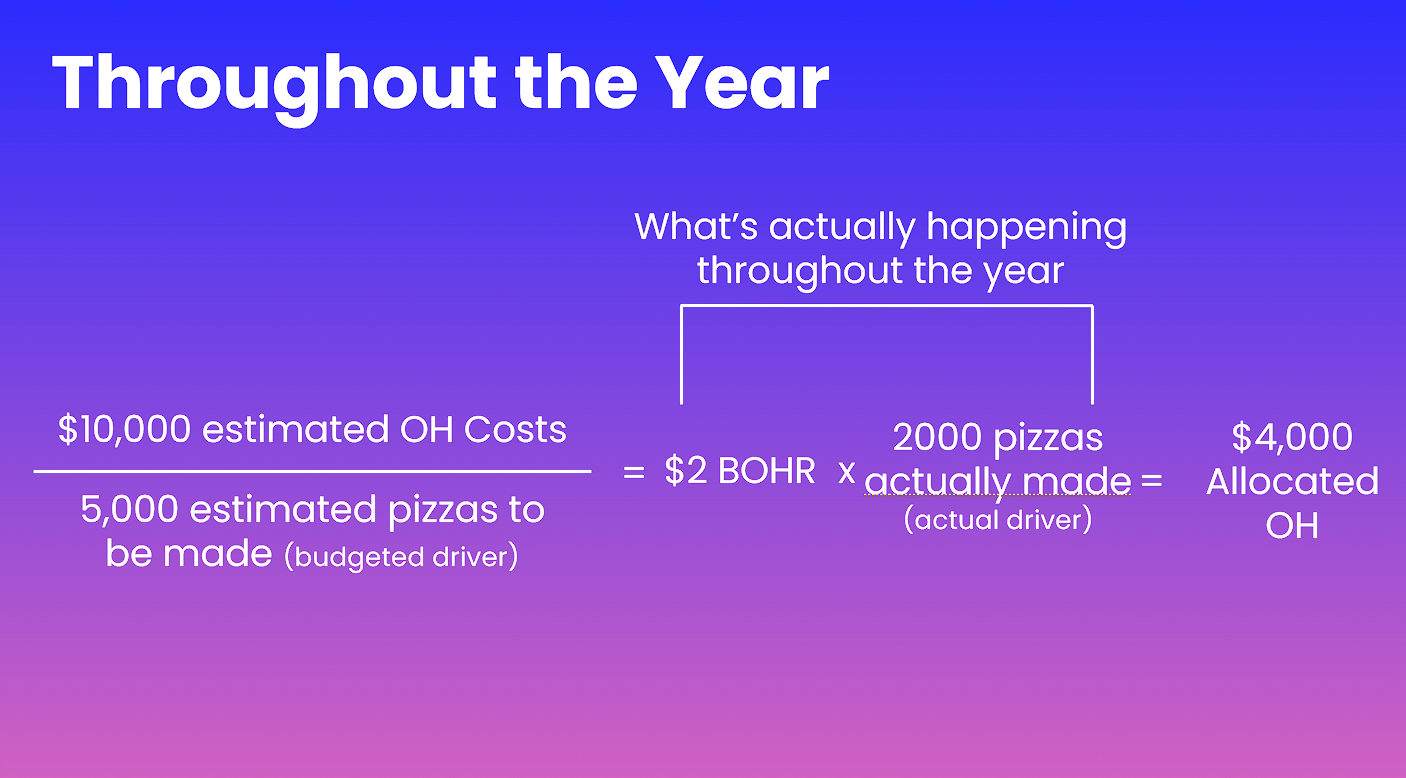 Throughout the Year
What's actually happening
throughout the year
$10,000 estimated OH Costs
5,000 estimated pizzas to
be made (budgeted driver)
= $2 BOHR x
2000 pizzas
actually made =
(actual driver)
$4,000
Allocated
OH